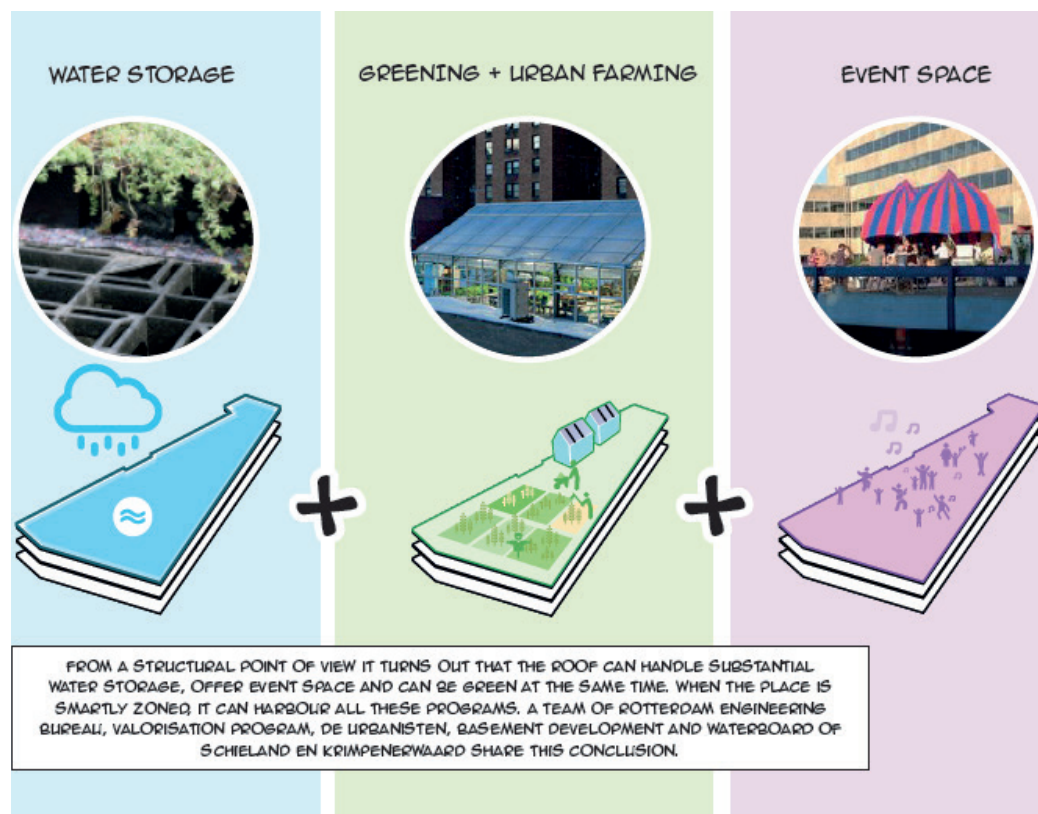 WATER STORAGE
GREENING + URBAN FARMING
EVENT SPACE
FROM A STRUCTURAL POINT OF VIEW IT TURNS OUT THAT THE ROOF CAN HANDLE SUBSTANTIAL
WATER STORAGE, OFFER EVENT SPACE AND CAN BE GREEN AT THE SAME TIME. WHEN THE PLACE IS
SMARTLY ZONED, IT CAN HARBOUR ALL THESE PROGRAMS. A TEAM OF ROTTERDAM ENGINEERING
BUREAU, VALORISATION PROGRAM, DE URBANISTEN, BASEMENT DEVELOPMENT AND WATERBOARD OF
SCHIELAND EN KRIMPENERWAARD SHARE THIS CONCLUSION.